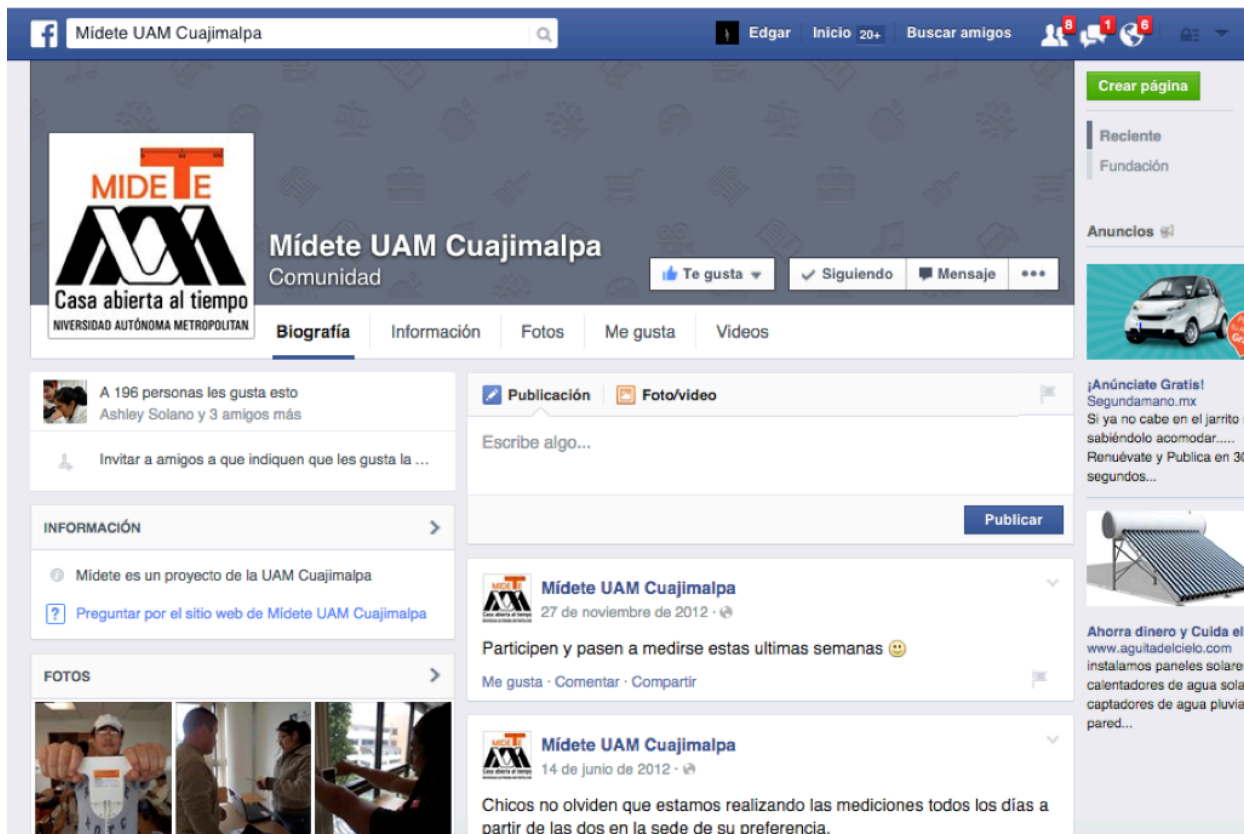 Mídete UAM Cuajimalpa
Edgar
Inicio 20+
Buscar amigos
8
1
6
Crear página
Reciente
Fundación
MIDETE
Casa abierta al tiempo
NIVERSIDAD AUTÓNOMA METROPOLITAN
Mídete UAM Cuajimalpa
Comunidad
Te gusta
Siguiendo
Mensaje
Biografía
Información
Fotos
Me gusta
Videos
Anuncios
¡Anúnciate Gratis!
Segundamano.mx
Si ya no cabe en el jarrito
sabiéndolo acomodar.....
Renuévate y Publica en 30
segundos...
A 196 personas les gusta esto
Ashley Solano y 3 amigos más
Invitar a amigos a que indiquen que les gusta la ...
Publicación
Foto/video
Escribe algo...
Publicar
INFORMACIÓN
Mídete es un proyecto de la UAM Cuajimalpa
? Preguntar por el sitio web de Mídete UAM Cuajimalpa
FOTOS
MIDETE
Mídete UAM Cuajimalpa
27 de noviembre de 2012 ·
Participen y pasen a medirse estas ultimas semanas
Me gusta · Comentar · Compartir
MIDETE
Mídete UAM Cuajimalpa
14 de junio de 2012 ·
Chicos no olviden que estamos realizando las mediciones todos los días a
partir de las dos en la sede de su preferencia.
Ahorra dinero y Cuida el
www.aguitadelcielo.com
instalamos paneles solares
calentadores de agua sola
captadores de agua pluvia
pared...